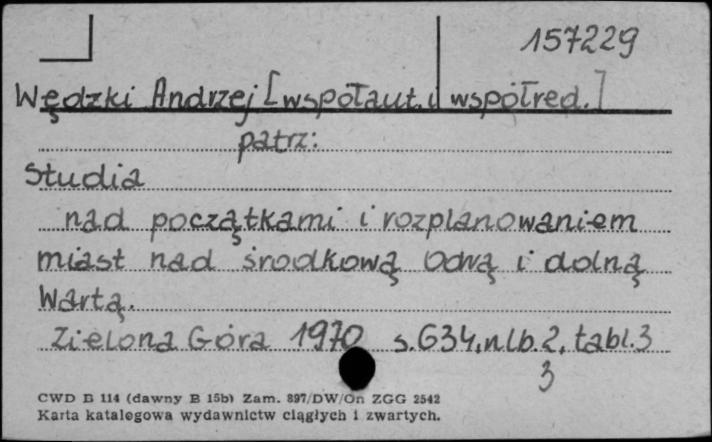 157229
Wędzki Andrzej [współaut. i współred.]
patrz:
Studia
nad początkami i rozplanowaniem
miast nad środkową Odrą i dolną
Wartą.
Zielona Góra 1970 s. 634, nlb. 2, tabl. 3
3
CWD B 114 (dawny B 15b) Zam. 897/DW/On ZGG 2542
Karta katalogowa wydawnictw ciągłych i zwartych.